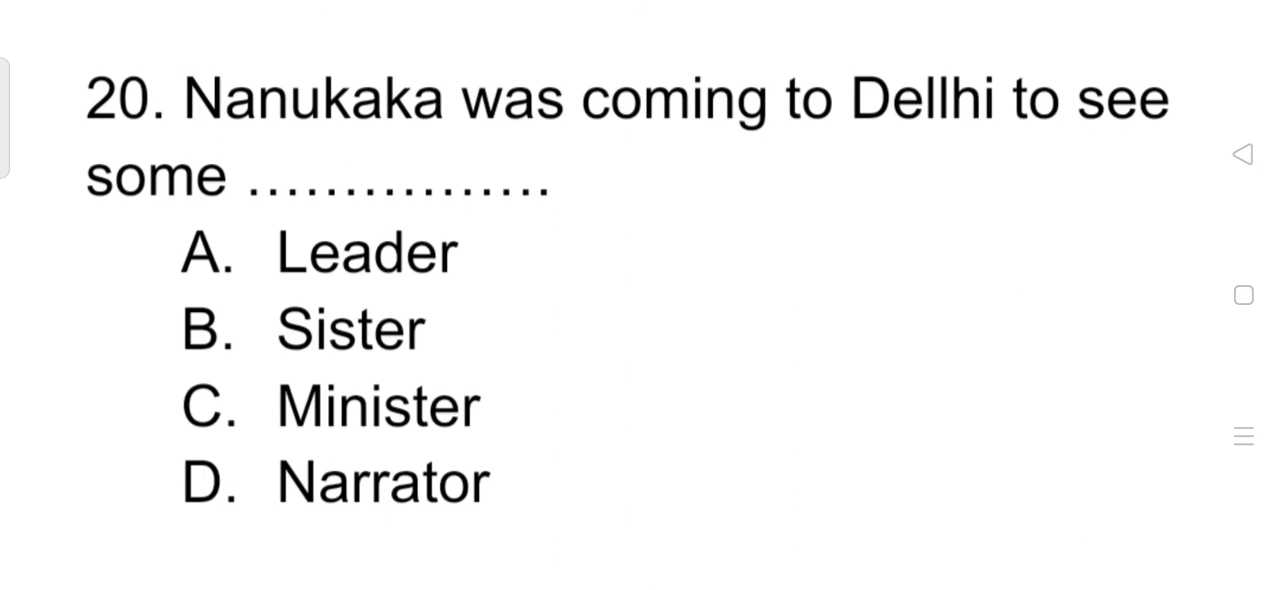 20. Nanukaka was coming to Dellhi to see
some ................
A. Leader
B. Sister
C. Minister
D. Narrator